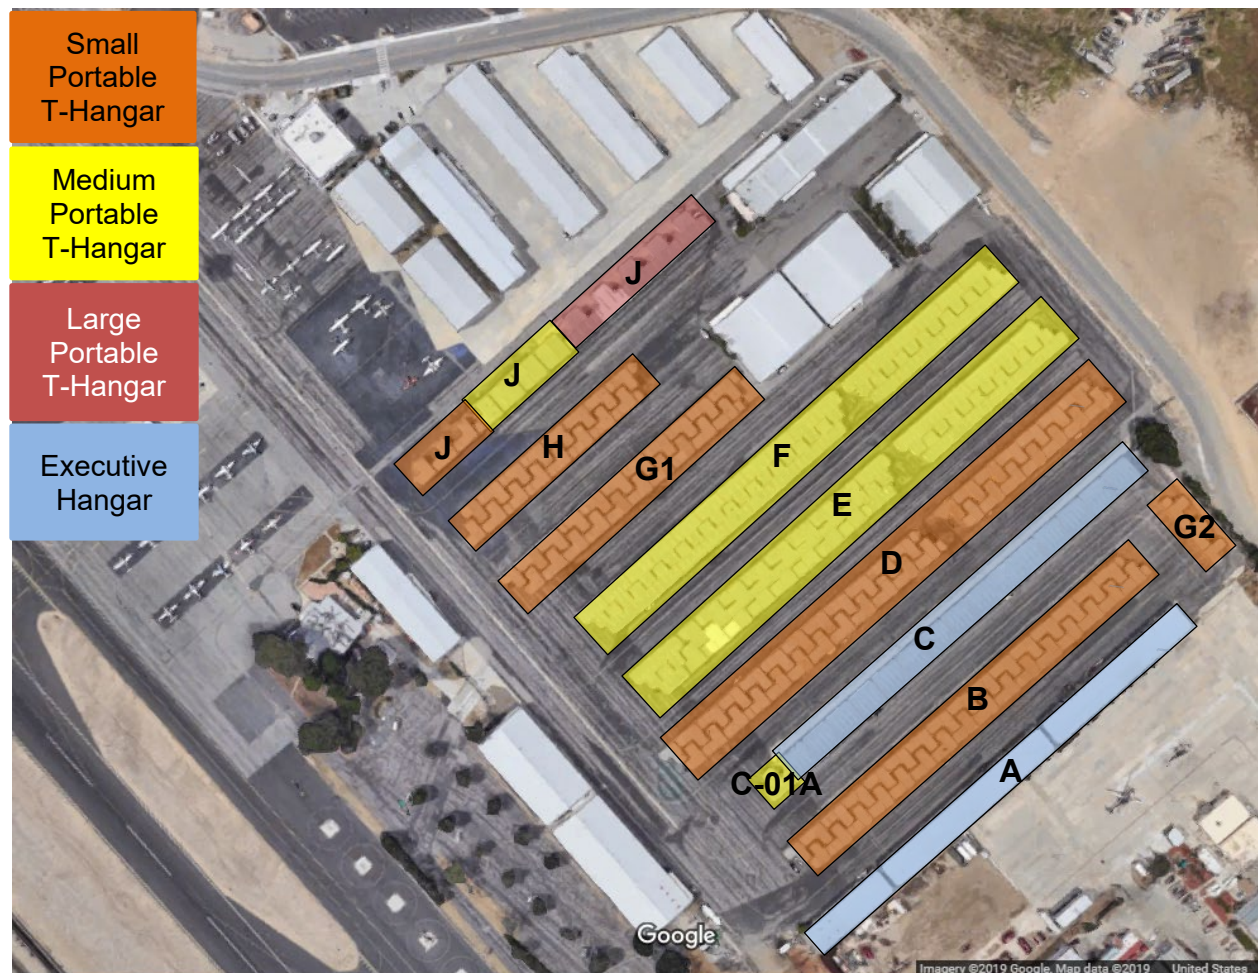 Small
Portable
T-Hangar
Medium
Portable
T-Hangar
Large
Portable
T-Hangar
Executive
Hangar
J
J
J
H
G1
F
E
D
G2
C
B
C-01A
A
Google
Imagery ©2019 Google, Map data ©2019 United States